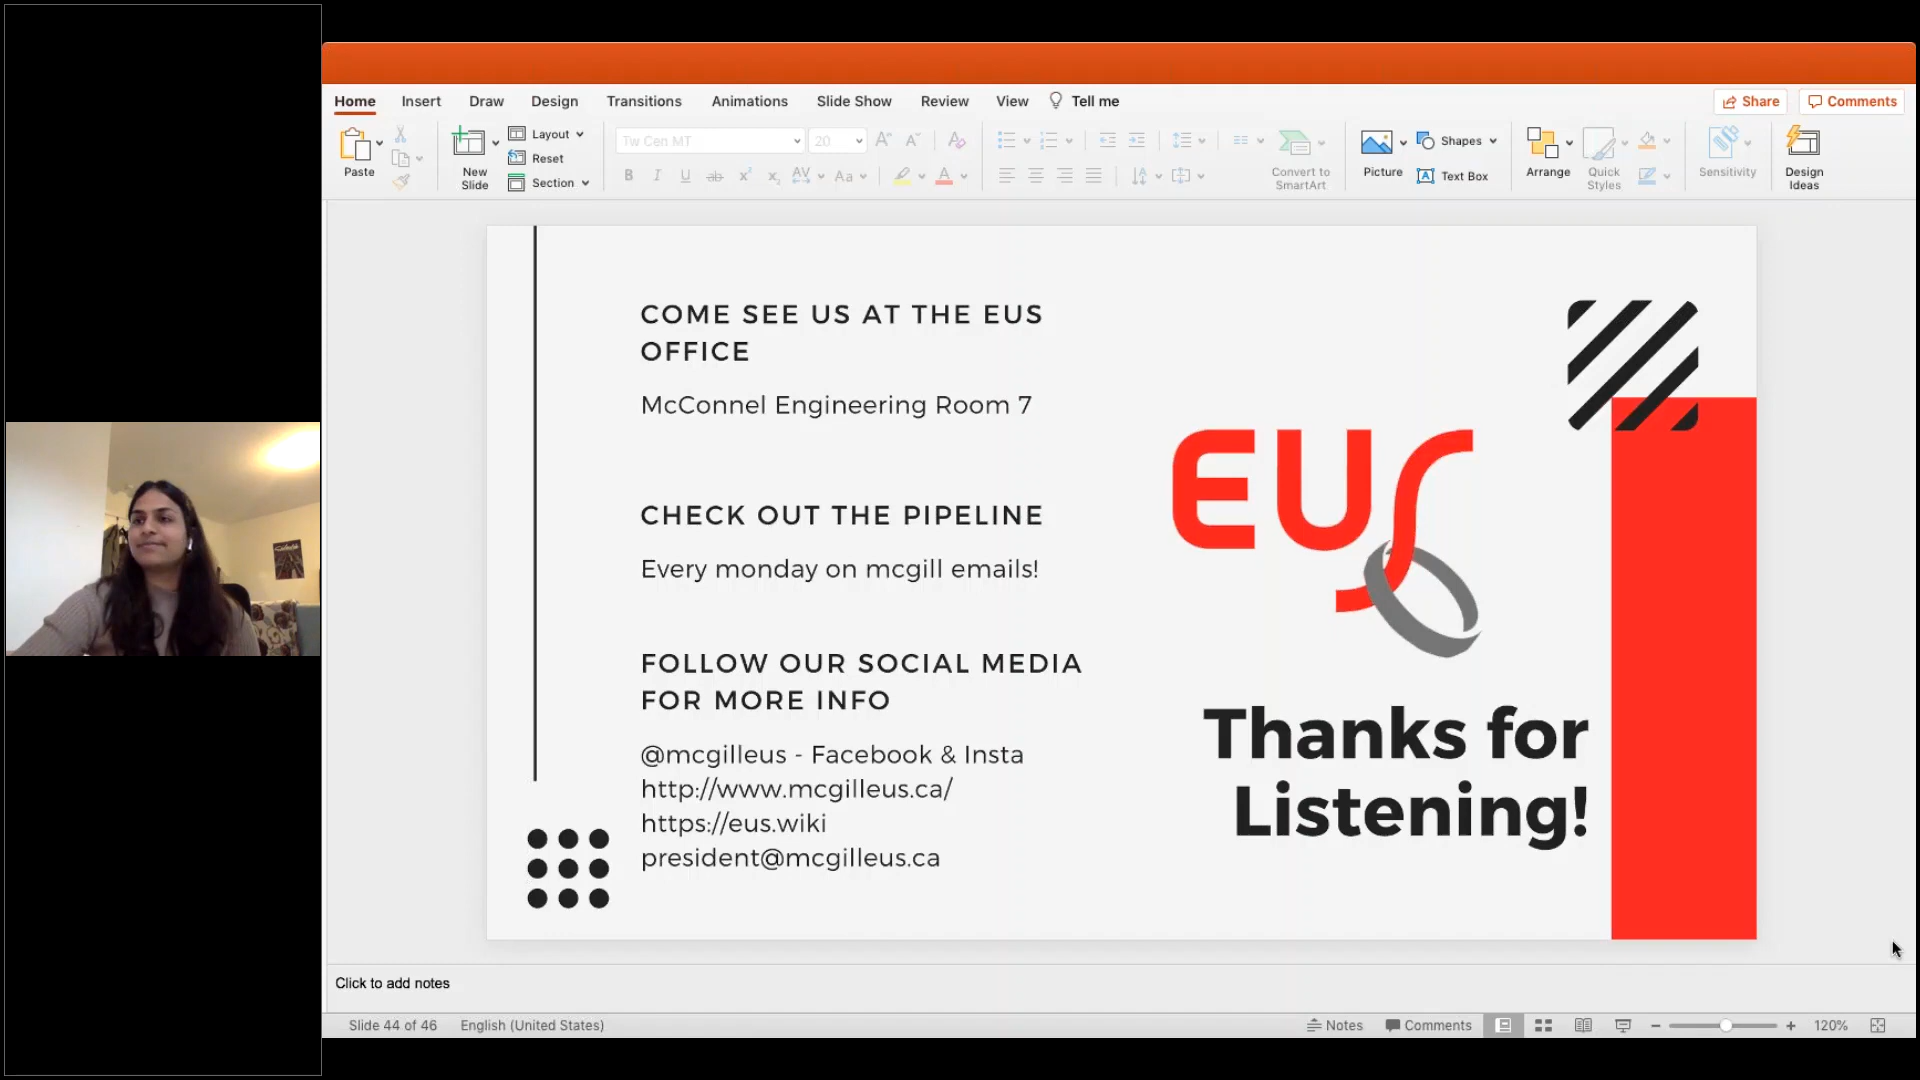 Home Insert Draw Design Transitions Animations Slide Show Review View Tell me Share Comments
Paste
New
Slide
Layout
Reset
Section
Tw Cen MT 20
Convert to
SmartArt
Picture
Shapes
Text Box
Arrange
Quick
Styles
Sensitivity
Design
Ideas
COME SEE US AT THE EUS
OFFICE
McConnel Engineering Room 7
CHECK OUT THE PIPELINE
Every monday on mcgill emails!
FOLLOW OUR SOCIAL MEDIA
FOR MORE INFO
@mcgilleus - Facebook & Insta
http://www.mcgilleus.ca/
https://eus.wiki
president@mcgilleus.ca
EUS
Thanks for
Listening!
Click to add notes
Slide 44 of 46 English (United States) Notes Comments 120%